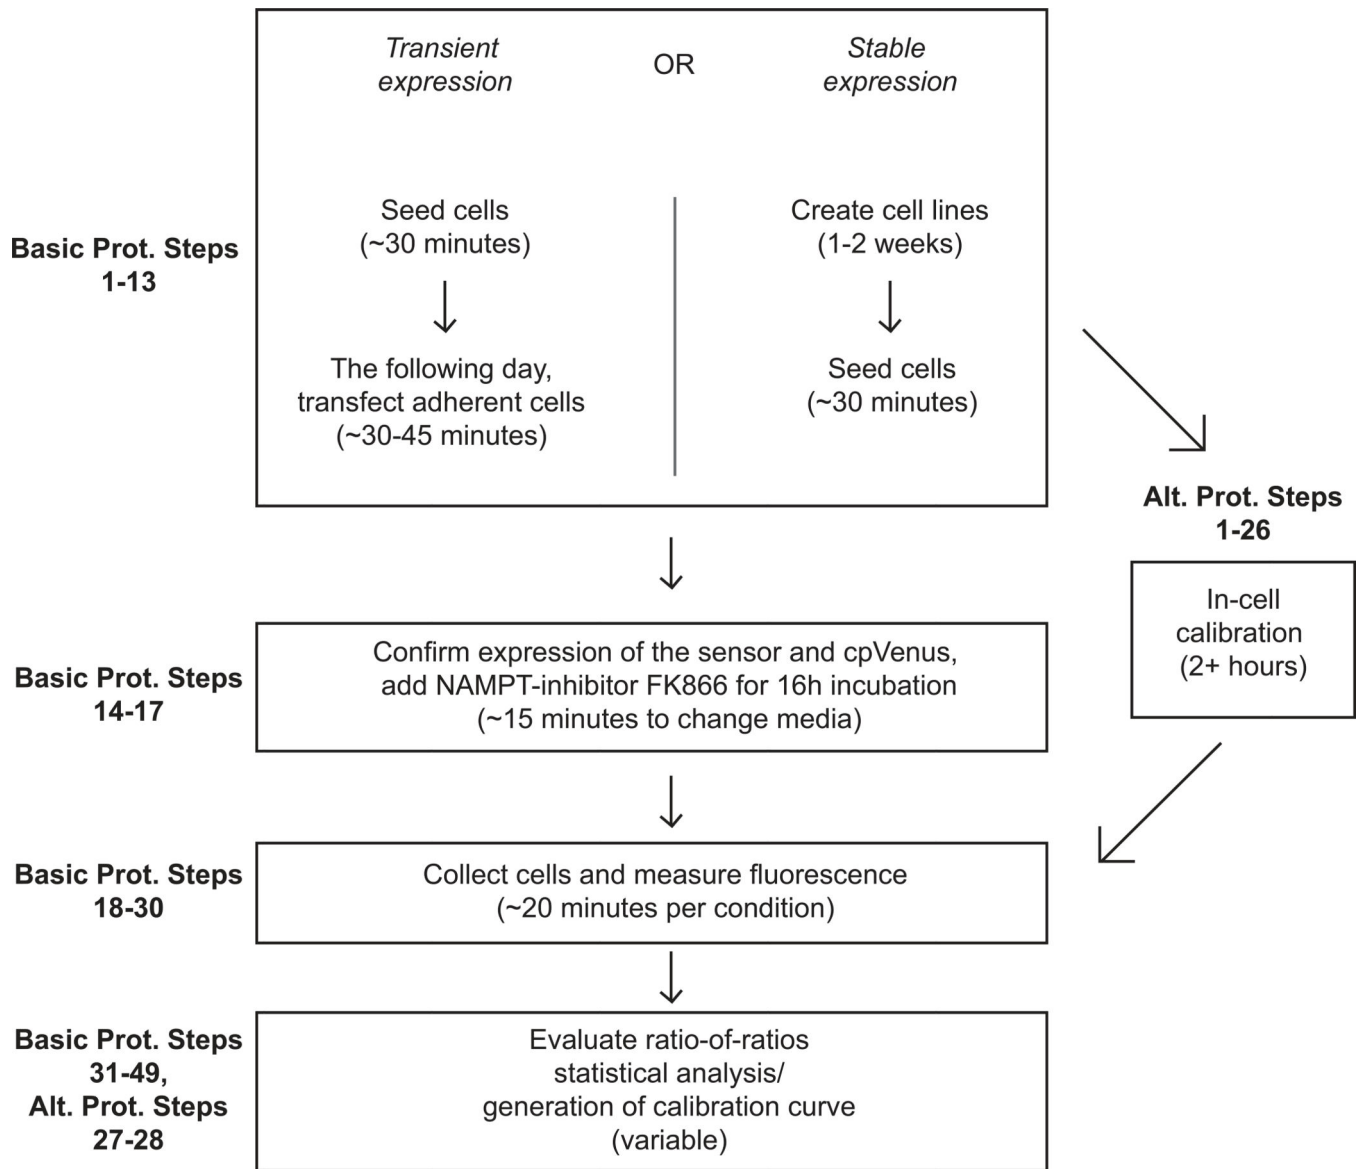 Transient
expression
OR
Stable
expression
Basic Prot. Steps
1-13
Seed cells
(~30 minutes)
The following day,
transfect adherent cells
(~30-45 minutes)
Create cell lines
(1-2 weeks)
Seed cells
(~30 minutes)
Alt. Prot. Steps
1-26
In-cell
calibration
(2+ hours)
Basic Prot. Steps
14-17
Confirm expression of the sensor and cpVenus,
add NAMPT-inhibitor FK866 for 16h incubation
(~15 minutes to change media)
Basic Prot. Steps
18-30
Collect cells and measure fluorescence
(~20 minutes per condition)
Basic Prot. Steps
31-49,
Alt. Prot. Steps
27-28
Evaluate ratio-of-ratios
statistical analysis/
generation of calibration curve
(variable)